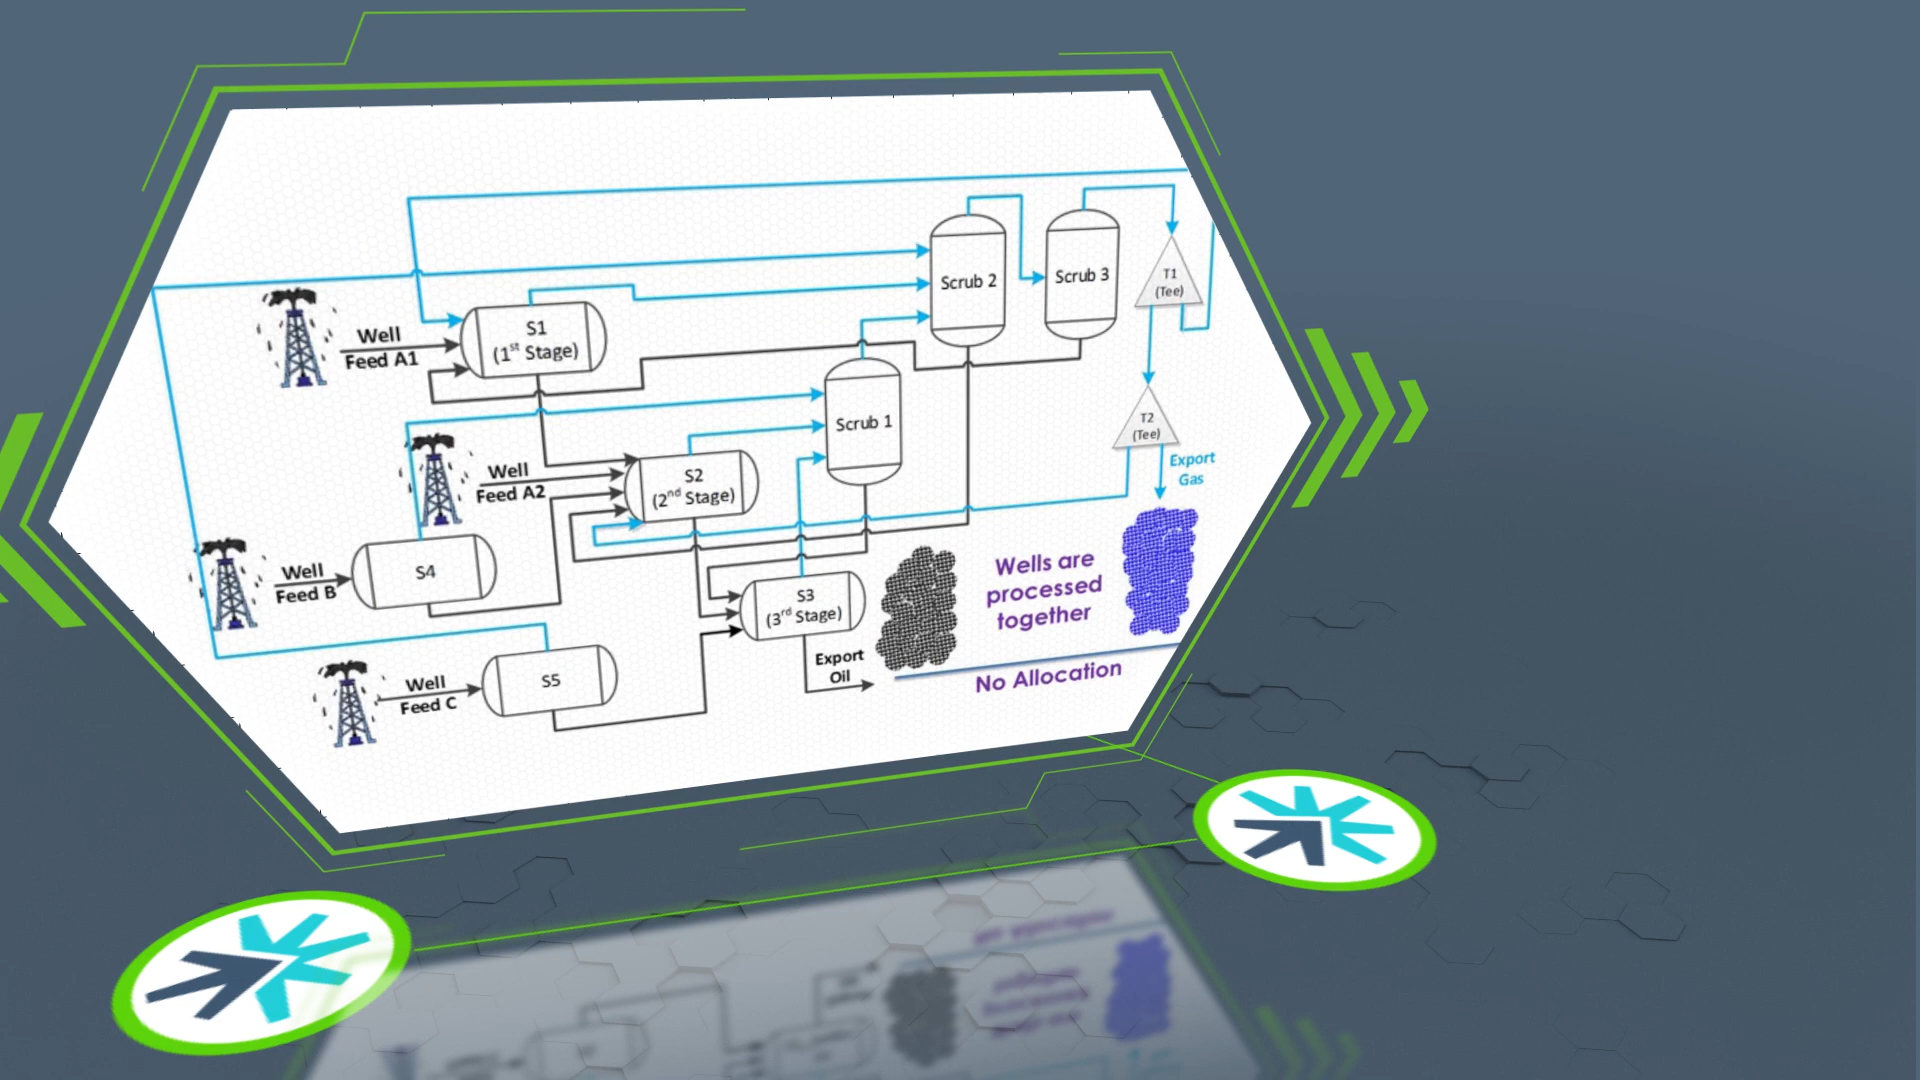 Scrub 2
Scrub 3
T1
(Tee)
Well
Feed A1
S1
(1st Stage)
Scrub 1
T2
(Tee)
Export
Gas
Well
Feed A2
S2
(2nd Stage)
Well
Feed B
S4
S3
(3rd Stage)
Wells are
processed
together
Export
Oil
No Allocation
Well
Feed C
S5